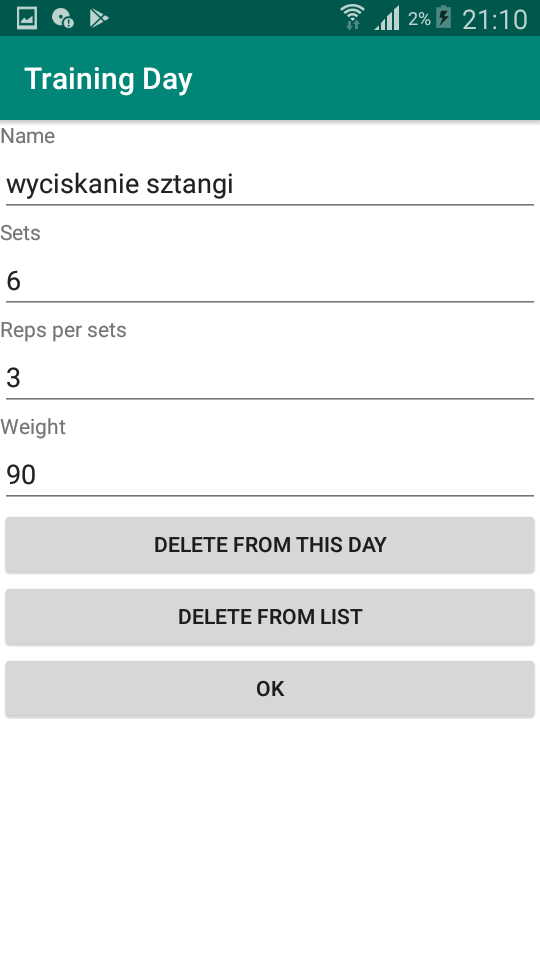 2% 21:10
Training Day
Name
wyciskanie sztangi
Sets
6
Reps per sets
3
Weight
90
DELETE FROM THIS DAY
DELETE FROM LIST
OK